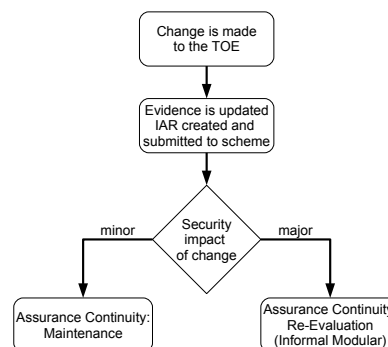 Change is made
to the TOE
Evidence is updated
IAR created and
submitted to scheme
minor
Security
impact
of change
major
Assurance Continuity:
Maintenance
Assurance Continuity
Re-Evaluation
(Informal Modular)